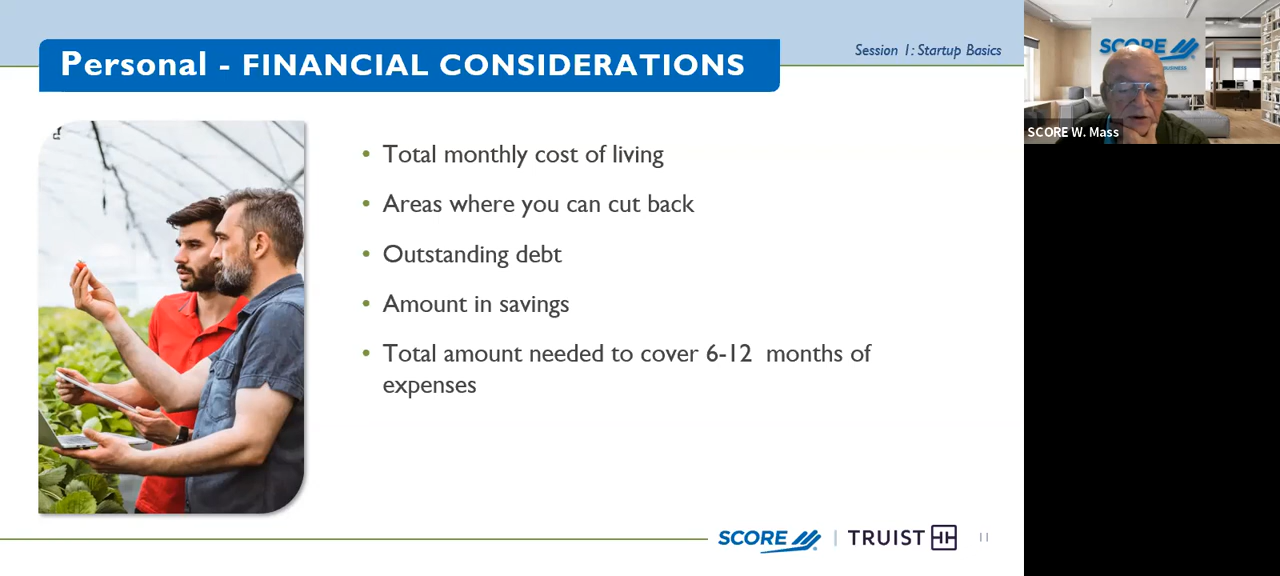 Personal - FINANCIAL CONSIDERATIONS
Session 1: Startup Basics
SCORE
BUSINESS
SCORE W. Mass
• Total monthly cost of living
• Areas where you can cut back
• Outstanding debt
• Amount in savings
• Total amount needed to cover 6-12 months of
expenses
SCORE | TRUIST
11